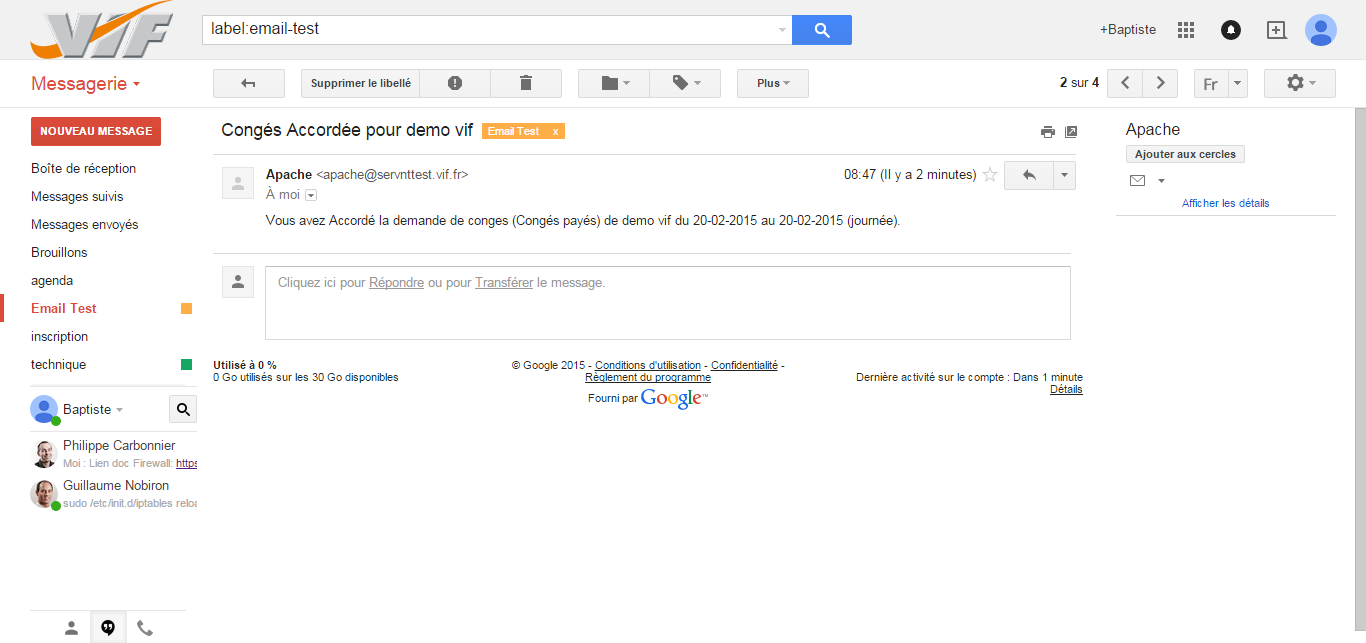 VIF
label:email-test
+Baptiste
Messagerie
Supprimer le libellé
Plus
2 sur 4
Fr
NOUVEAU MESSAGE
Boîte de réception
Messages suivis
Messages envoyés
Brouillons
agenda
Email Test
inscription
technique
Baptiste
Philippe Carbonnier
Moi : Lien doc Firewall: https
Guillaume Nobiron
sudo /etc/init.d/iptables reloa
Congés Accordée pour demo vif
Email Test x
Apache <apache@servnttest.vif.fr>
08:47 (Il y a 2 minutes)
À moi
Vous avez Accordé la demande de conges (Congés payés) de demo vif du 20-02-2015 au 20-02-2015 (journée).
Cliquez ici pour Répondre ou pour Transférer le message.
Utilisé à 0 %
0 Go utilisés sur les 30 Go disponibles
© Google 2015 - Conditions d'utilisation - Confidentialité -
Règlement du programme
Fourni par Google™
Dernière activité sur le compte : Dans 1 minute
Détails
Apache
Ajouter aux cercles
Afficher les détails